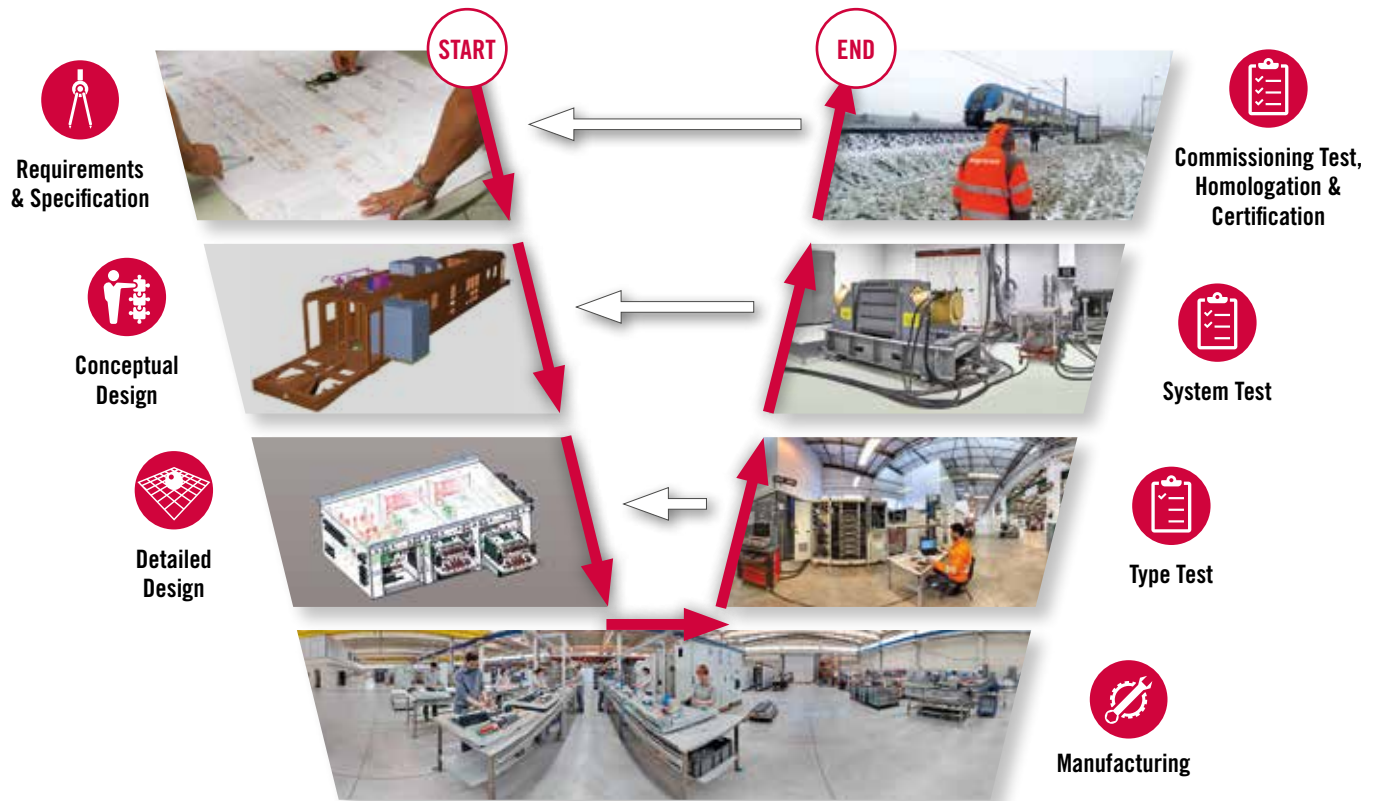 START
END
Requirements
& Specification
Commissioning Test,
Homologation &
Certification
Conceptual
Design
System Test
Detailed
Design
Type Test
Manufacturing